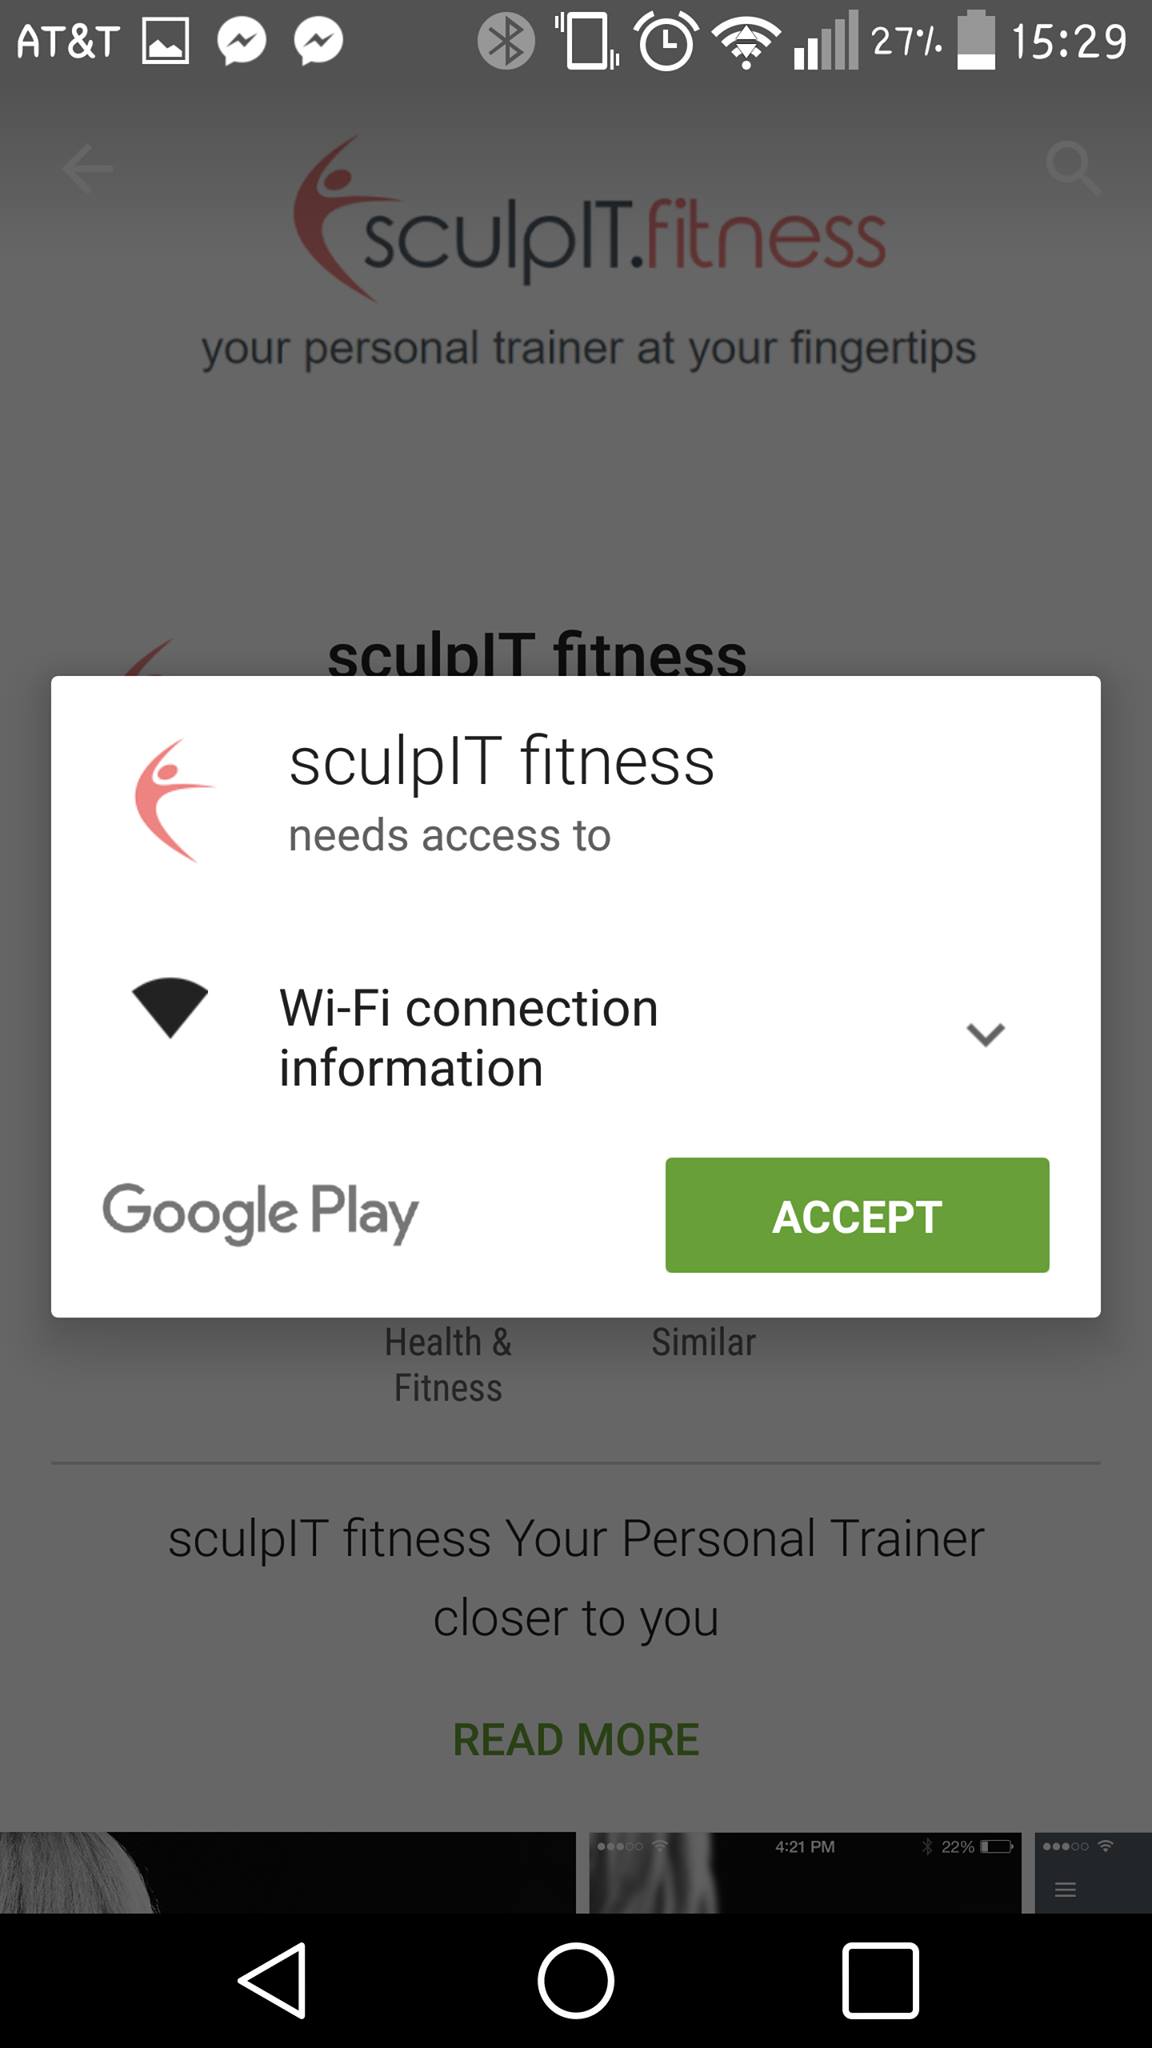 AT&T 27% 15:29
sculpIT.fitness
your personal trainer at your fingertips
sculpIT fitness
sculpIT fitness
needs access to
Wi-Fi connection
information
Google Play
ACCEPT
Health &
Fitness
Similar
sculpIT fitness Your Personal Trainer
closer to you
READ MORE
4:21 PM 22%